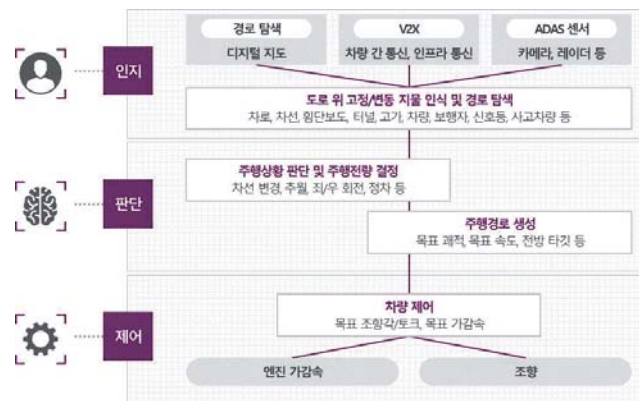 경로 탐색
디지털 지도
V2X
차량 간 통신, 인프라 통신
ADAS 센서
카메라, 레이더 등
인지
도로 위 고정/변동 지물 인식 및 경로 탐색
차로, 차선, 횡단보도, 터널, 고가, 차량, 보행자, 신호등, 사고차량 등
판단
주행상황 판단 및 주행전략 결정
차선 변경, 추월, 죄/우 회전, 정차 등
주행경로 생성
목표 괘적, 목표 속도, 전방 타깃 등
제어
차량 제어
목표 조향각/토크, 목표 가감속
엔진 가감속
조향